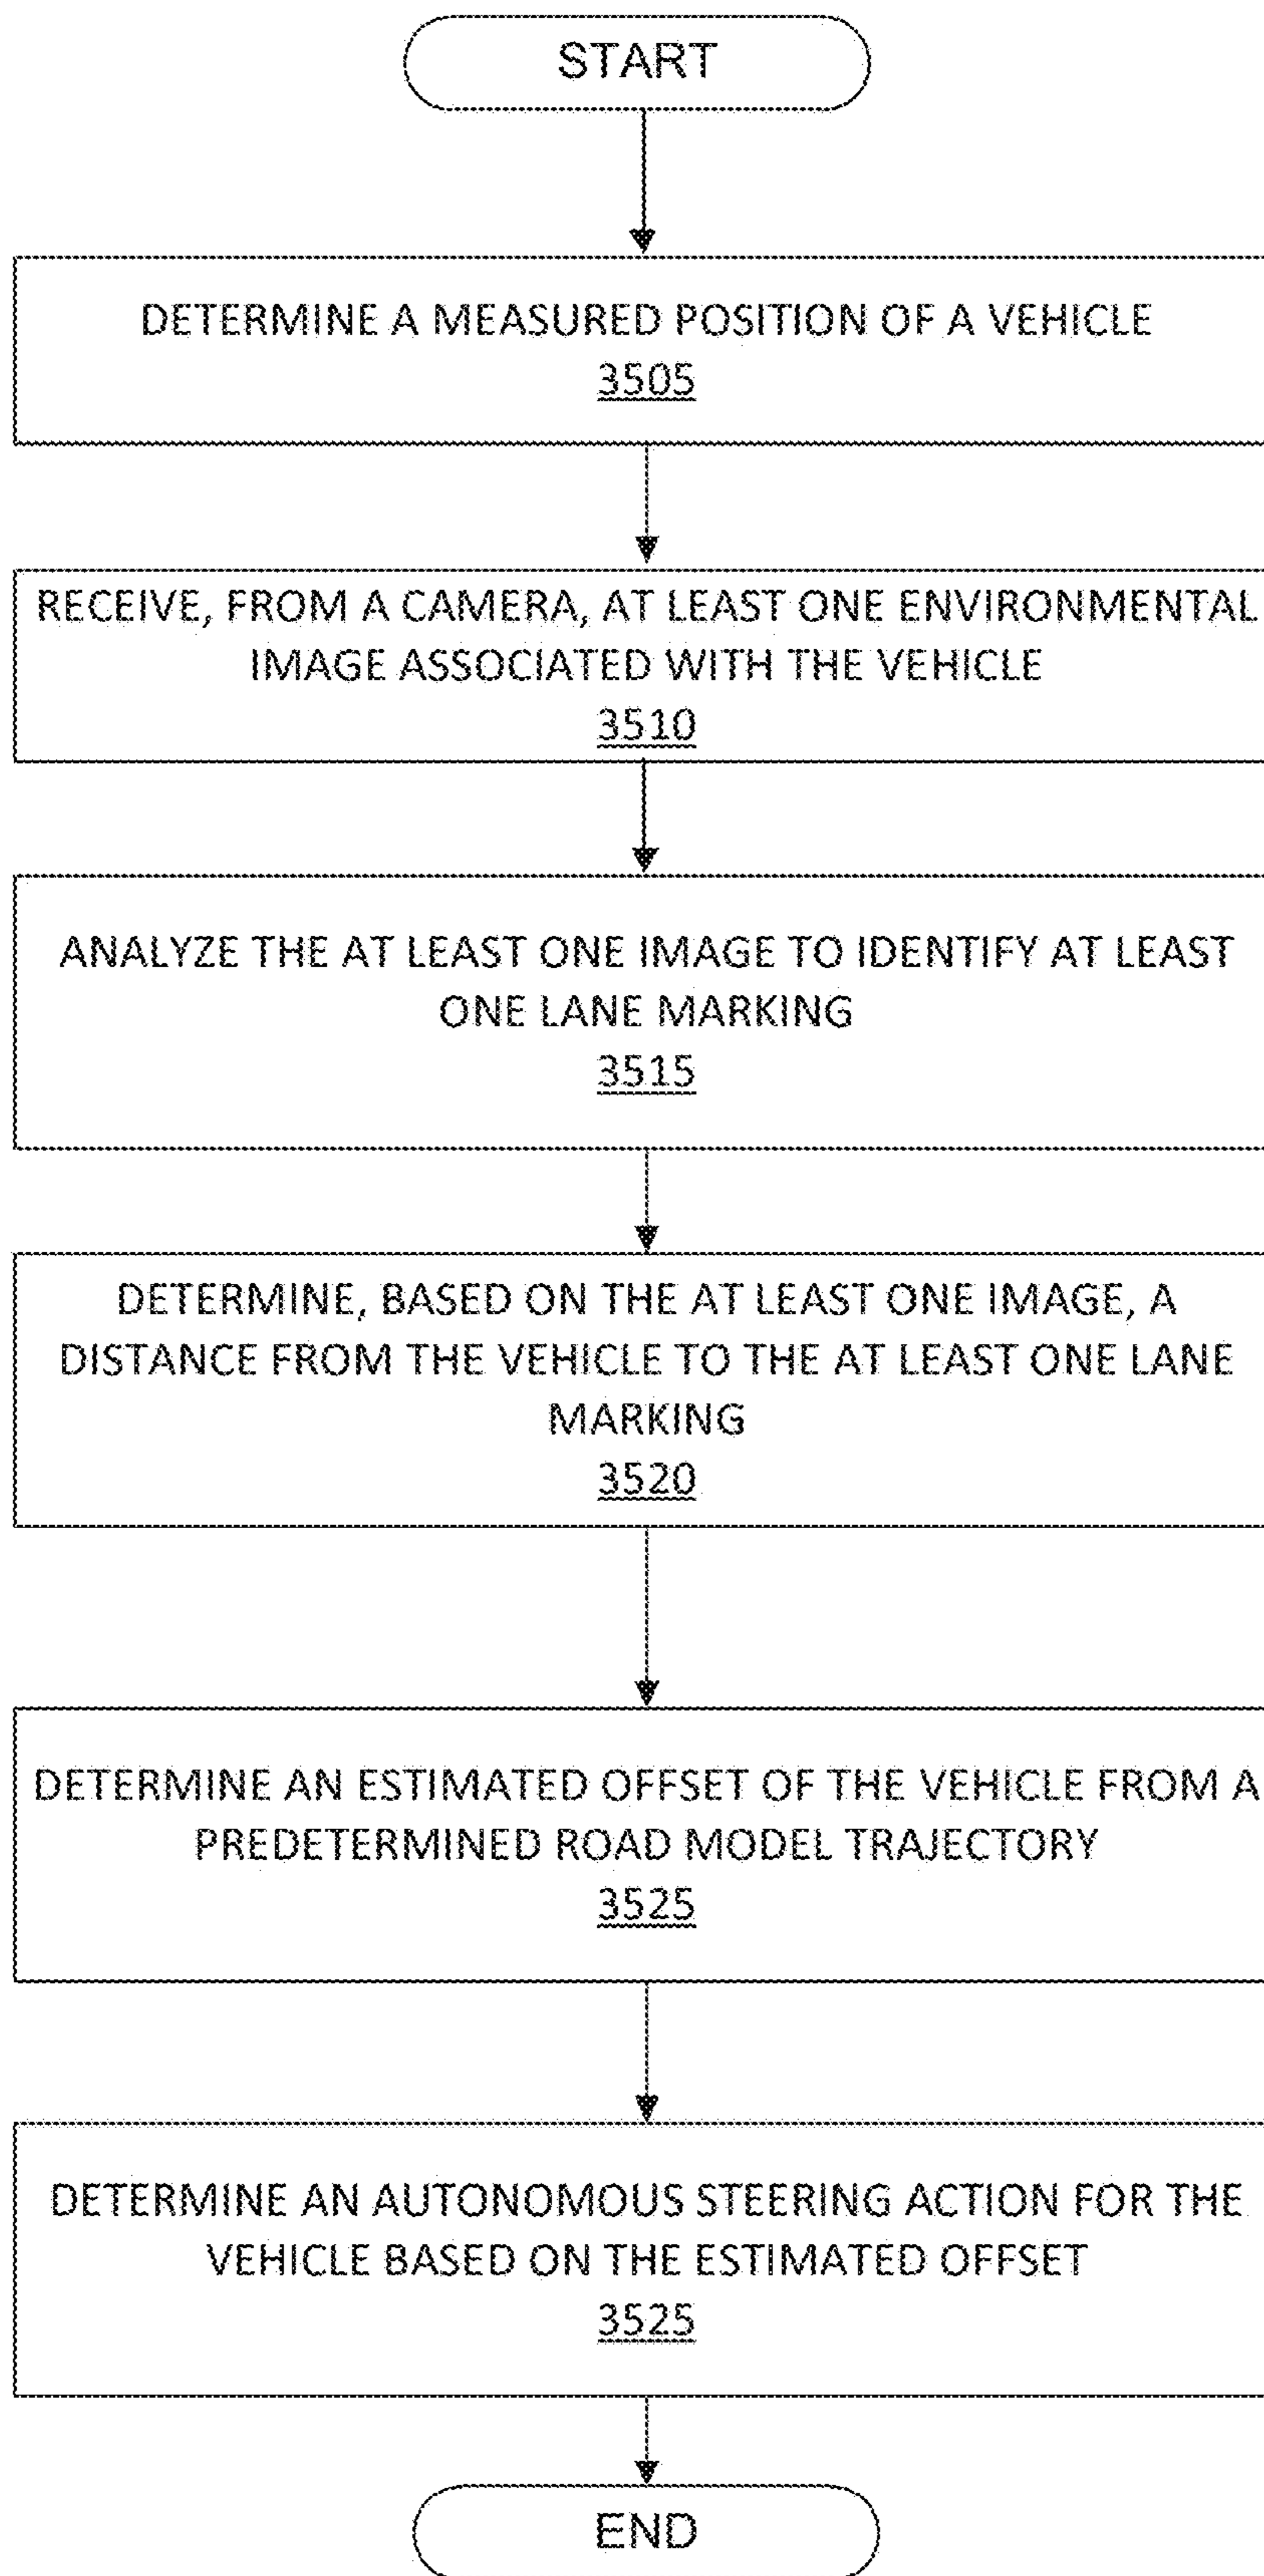 START
DETERMINE A MEASURED POSITION OF A VEHICLE
3505
RECEIVE, FROM A CAMERA, AT LEAST ONE ENVIRONMENTAL
IMAGE ASSOCIATED WITH THE VEHICLE
3510
ANALYZE THE AT LEAST ONE IMAGE TO IDENTIFY AT LEAST
ONE LANE MARKING
3515
DETERMINE, BASED ON THE AT LEAST ONE IMAGE, A
DISTANCE FROM THE VEHICLE TO THE AT LEAST ONE LANE
MARKING
3520
DETERMINE AN ESTIMATED OFFSET OF THE VEHICLE FROM A
PREDETERMINED ROAD MODEL TRAJECTORY
3525
DETERMINE AN AUTONOMOUS STEERING ACTION FOR THE
VEHICLE BASED ON THE ESTIMATED OFFSET
3525
END